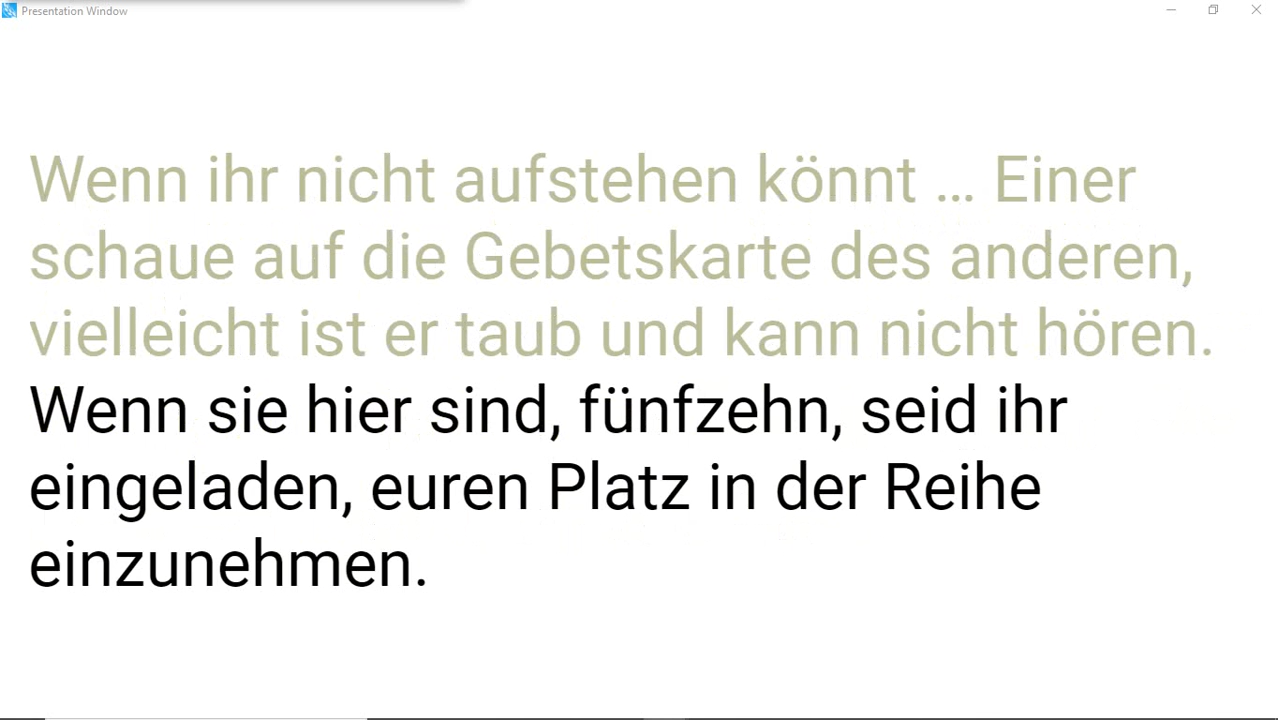 Presentation Window
Wenn ihr nicht aufstehen könnt ... Einer
schaue auf die Gebetskarte des anderen,
vielleicht ist er taub und kann nicht hören.
Wenn sie hier sind, fünfzehn, seid ihr
eingeladen, euren Platz in der Reihe
einzunehmen.